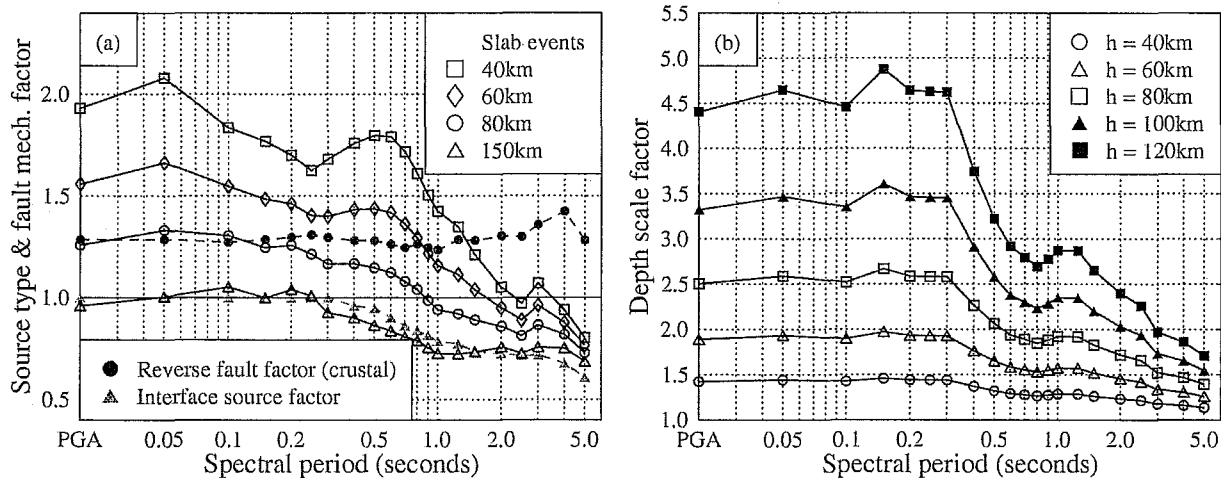 (a)
Slab events
40km
60km
80km
150km
2.0
1.5
1.0
0.5
Source type & fault mech. factor
Reverse fault factor (crustal)
Interface source factor
PGA 0.05 0.1 0.2 0.5 1.0 2.0 5.0
Spectral period (seconds)
(b)
h = 40km
h = 60km
h = 80km
h = 100km
h = 120km
5.5
5.0
4.5
4.0
3.5
3.0
2.5
2.0
1.5
1.0
Depth scale factor
PGA 0.05 0.1 0.2 0.5 1.0 2.0 5.0
Spectral period (seconds)